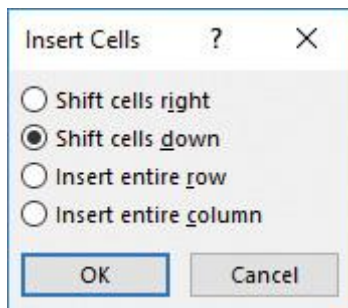 Insert Cells ?
Shift cells right
Shift cells down
Insert entire row
Insert entire column
OK Cancel